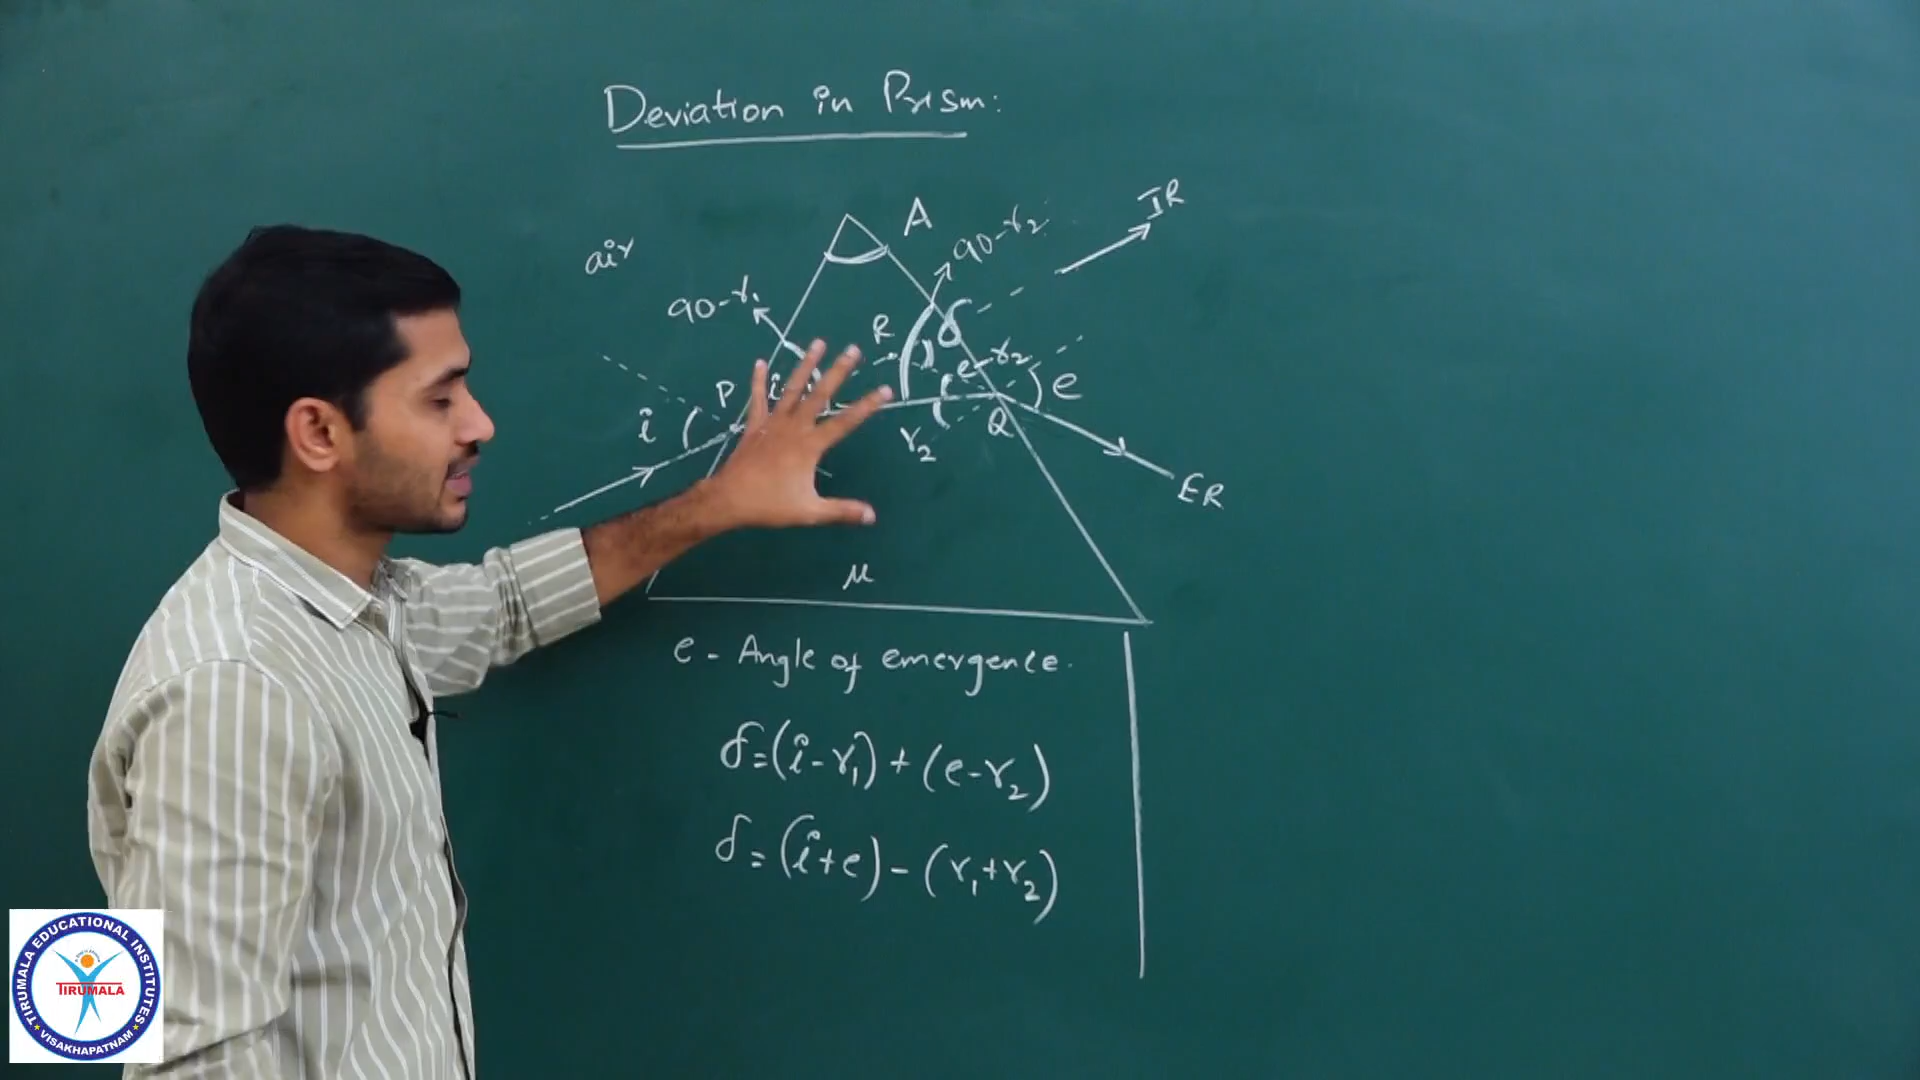 Deviation in Prism:
IR
A
90-r2
air
90-r1
R
δ
P
e-r2
e
i
r2
Q
ER
μ
e - Angle of emergence.
δ=(i-r1)+(e-r2)
δ=(i+e)-(r1+r2)
TIRUMALA EDUCATIONAL INSTITUTES
TIRUMALA
VISAKHAPATNAM